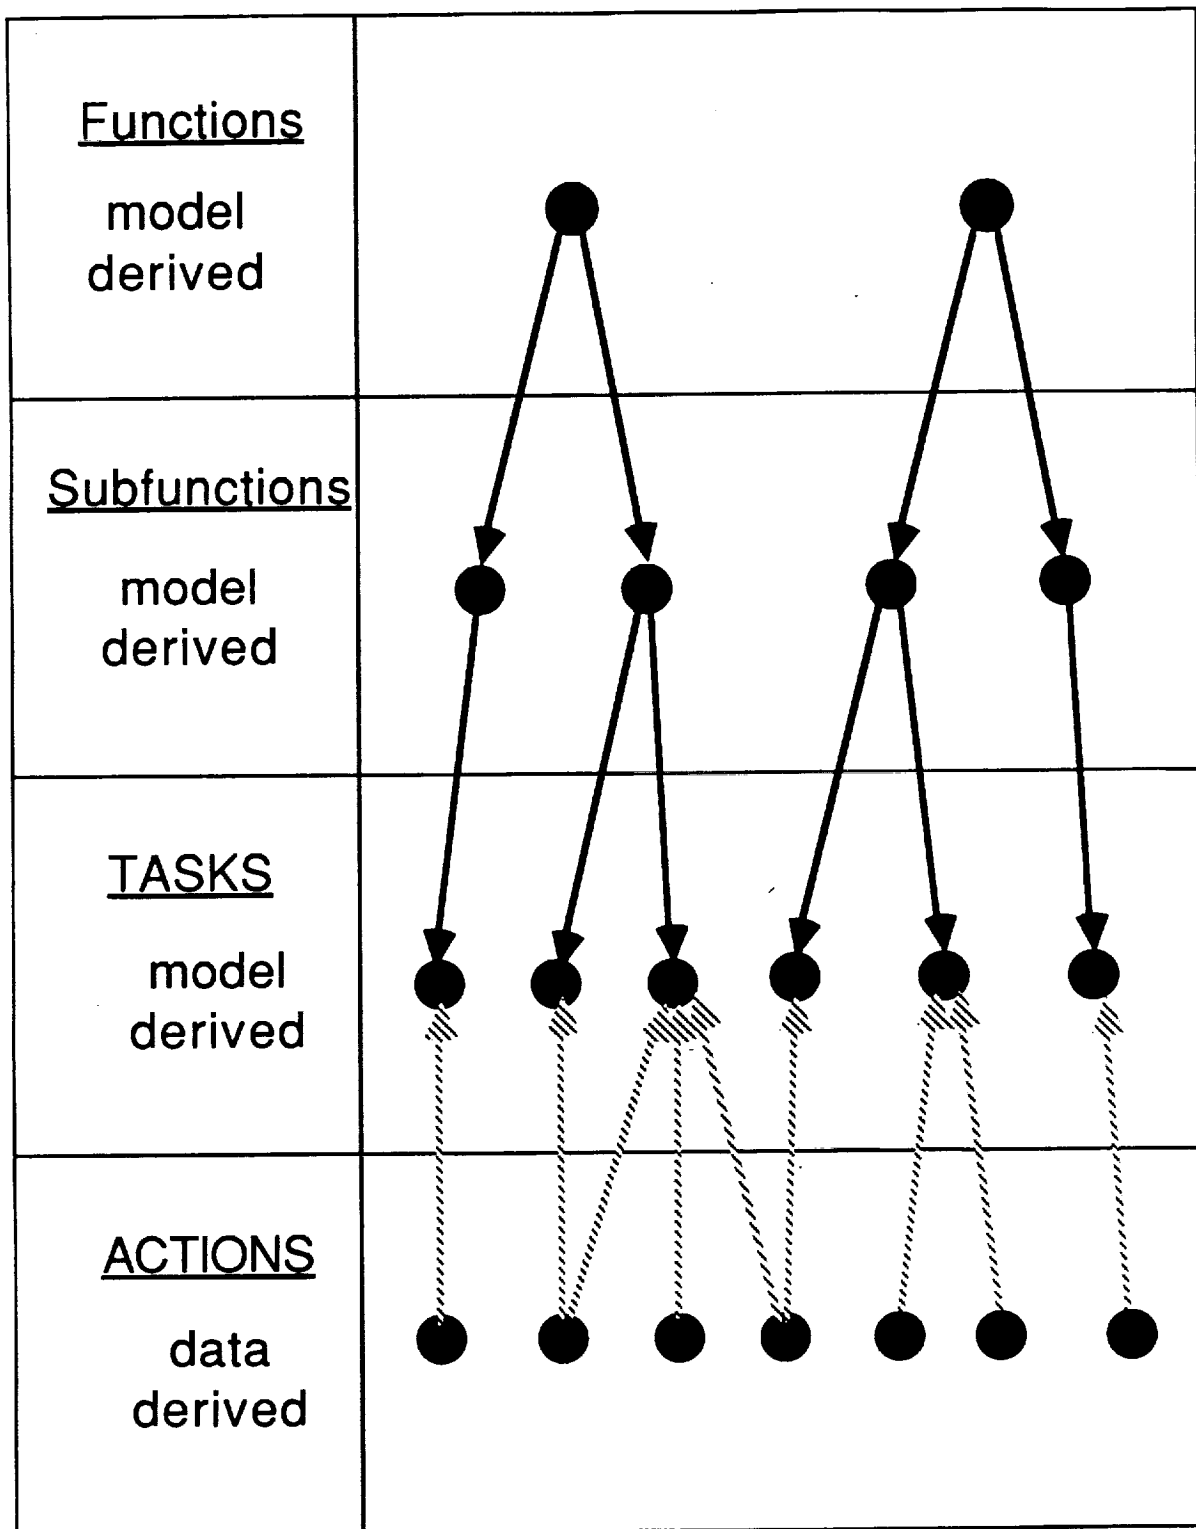 Functions
model
derived
Subfunctions
model
derived
TASKS
model
derived
ACTIONS
data
derived